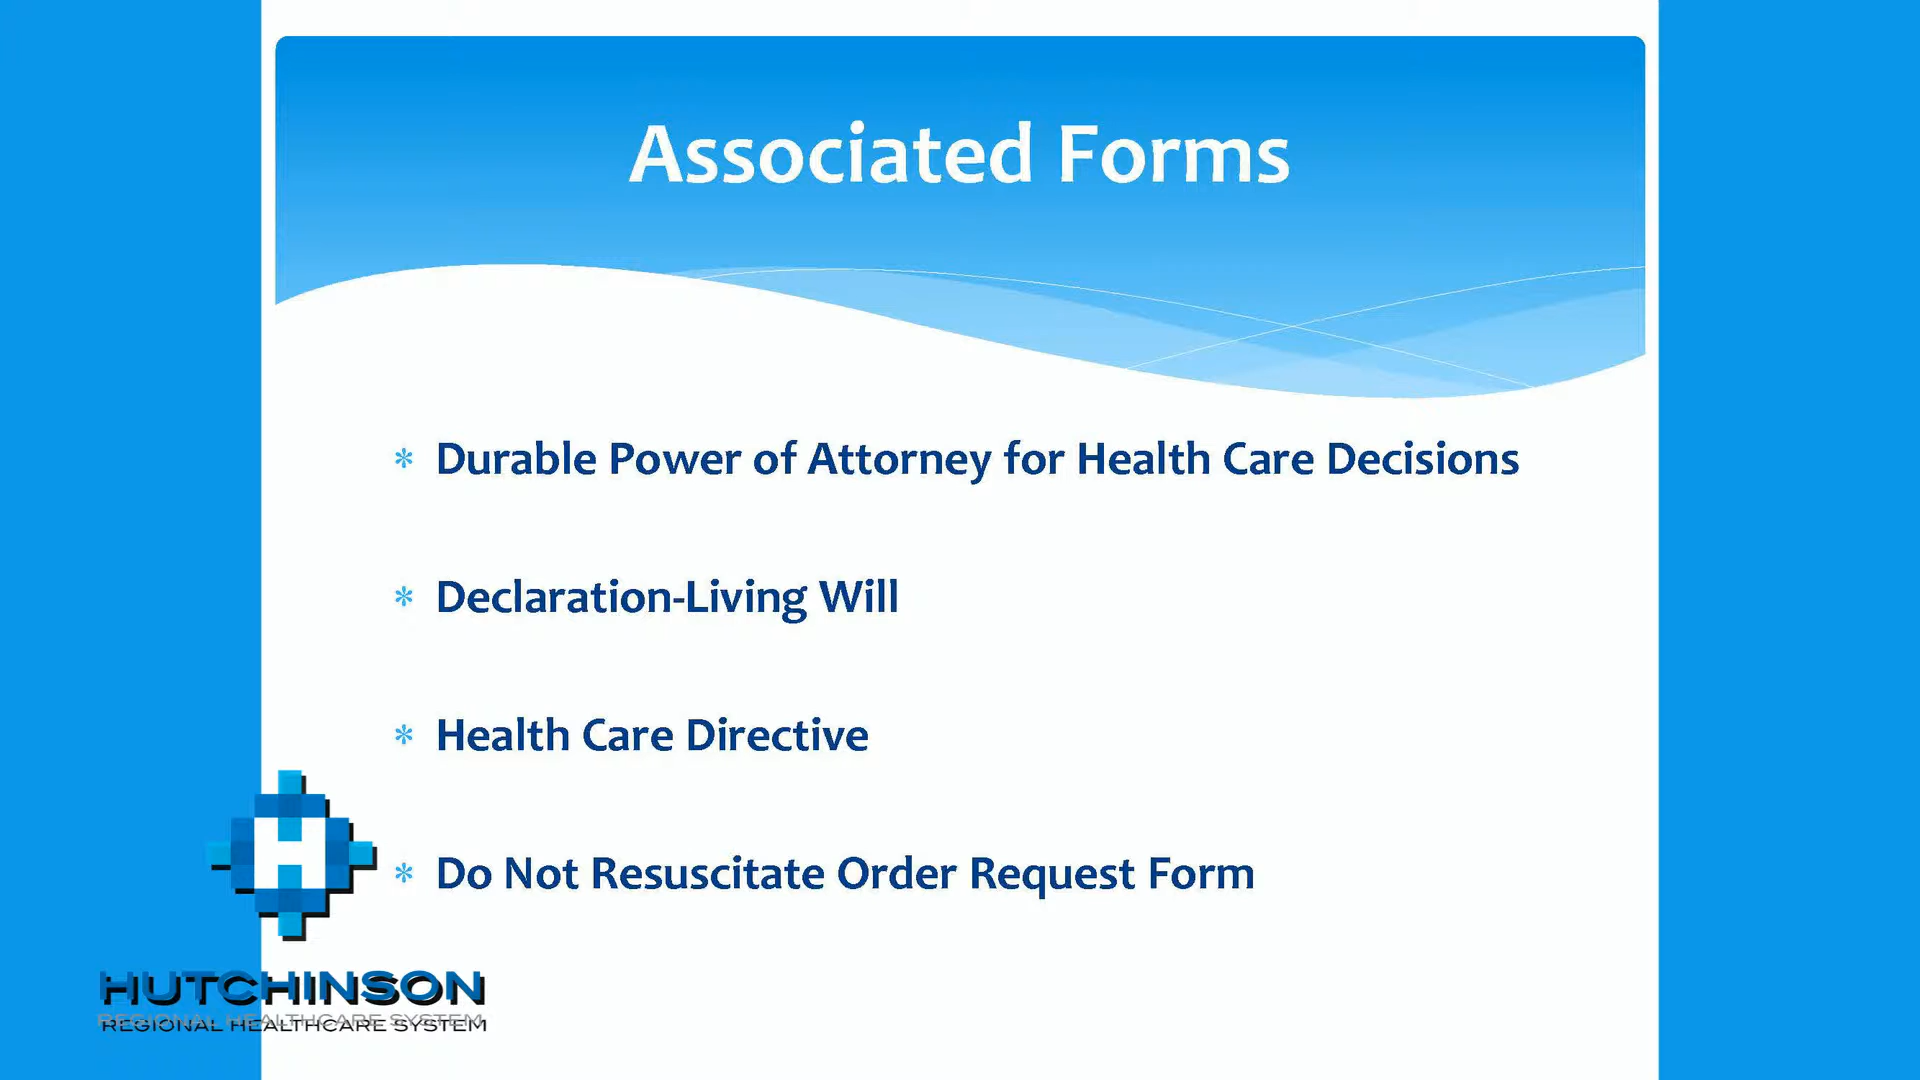 Associated Forms
* Durable Power of Attorney for Health Care Decisions
* Declaration-Living Will
* Health Care Directive
* Do Not Resuscitate Order Request Form
H
HUTCHINSON
REGIONAL HEALTHCARE SYSTEM